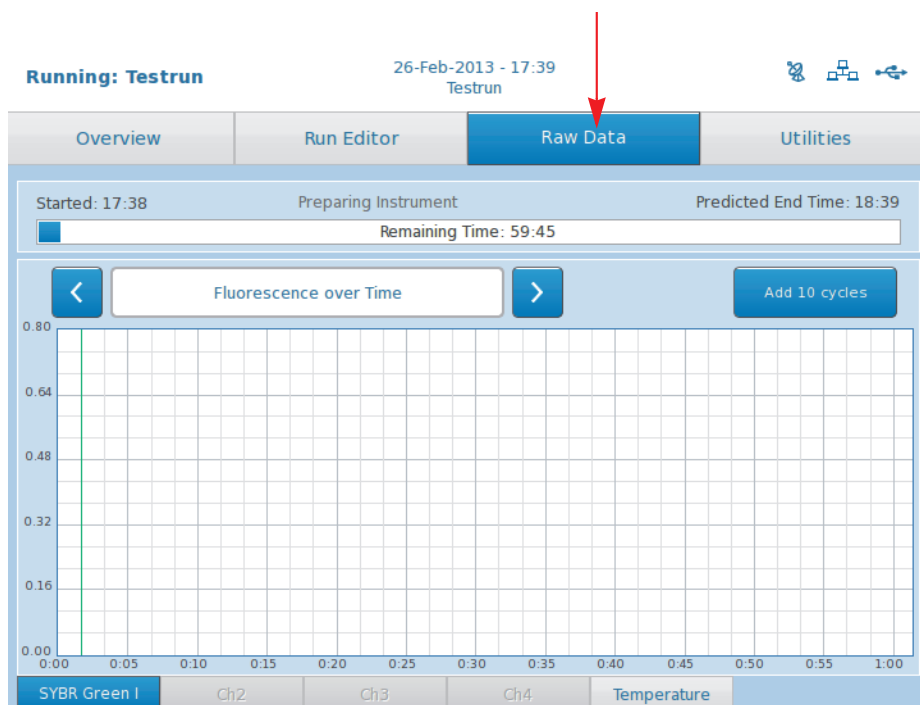 Running: Testrun
26-Feb-2013 - 17:39
Testrun
Overview Run Editor Raw Data Utilities
Started: 17:38 Preparing Instrument Predicted End Time: 18:39
Remaining Time: 59:45
Fluorescence over Time
Add 10 cycles
0.80
0.64
0.48
0.32
0.16
0.00
0:00 0:05 0:10 0:15 0:20 0:25 0:30 0:35 0:40 0:45 0:50 0:55 1:00
SYBR Green I Ch2 Ch3 Ch4 Temperature